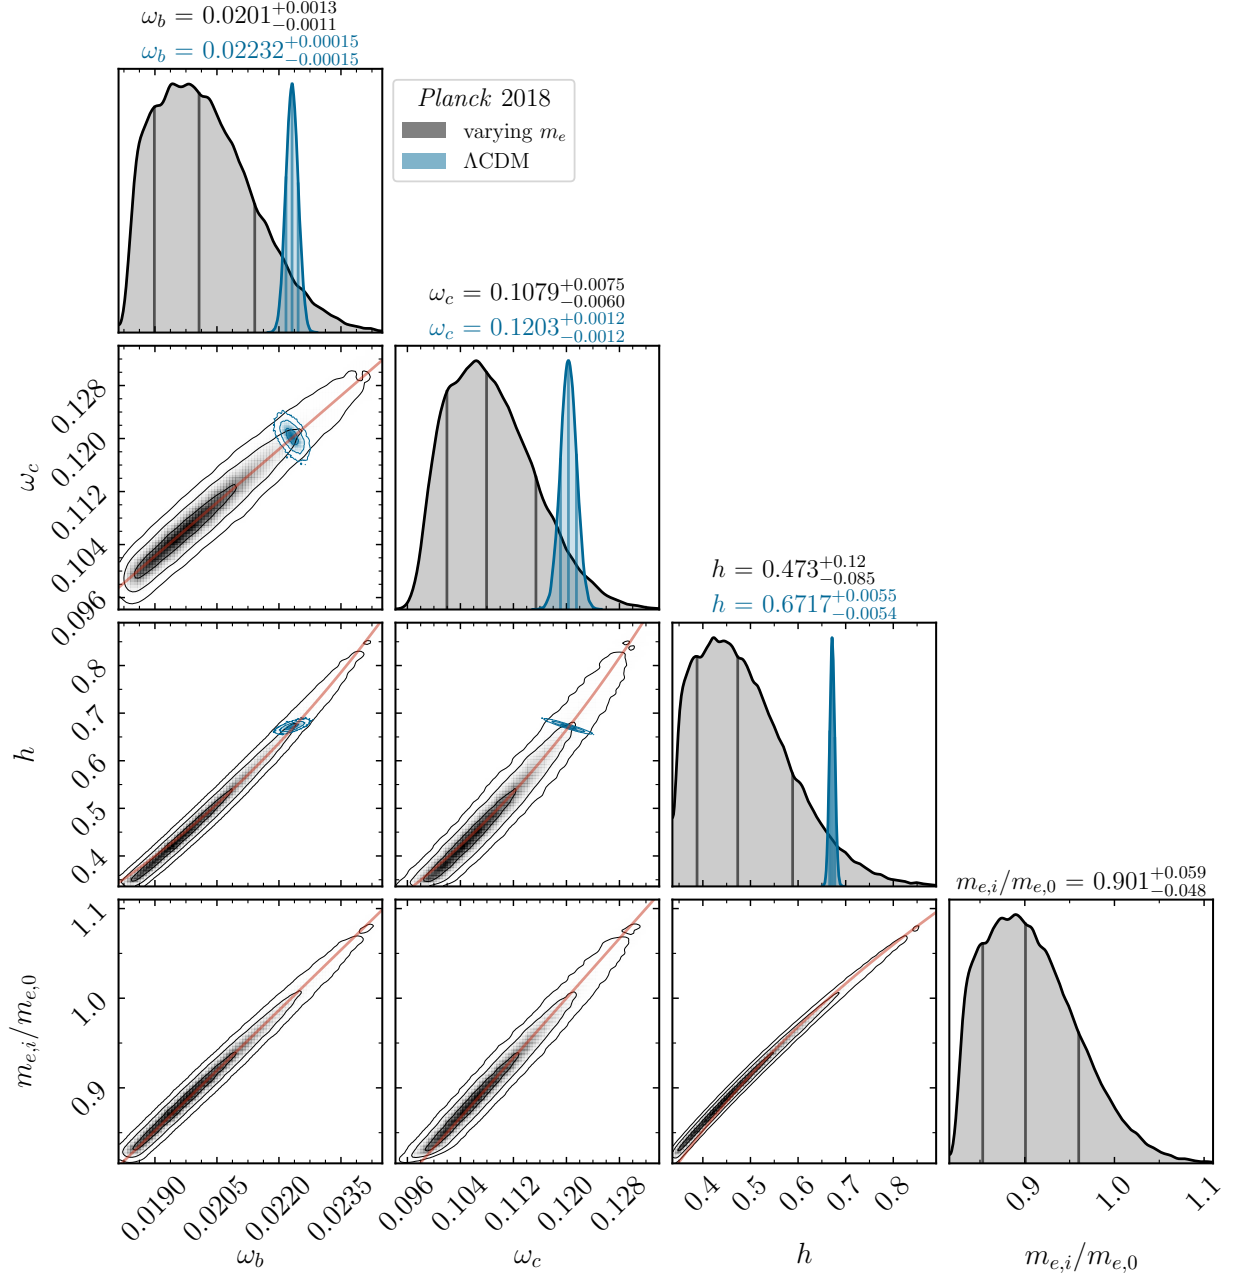 ω_b = 0.0201^{+0.0013}_{-0.0011}
ω_b = 0.02232^{+0.00015}_{-0.00015}
Planck 2018
varying m_e
ΛCDM
ω_c = 0.1079^{+0.0075}_{-0.0060}
ω_c = 0.1203^{+0.0012}_{-0.0012}
0.128
0.120
0.112
0.104
0.096
ω_c
h = 0.473^{+0.12}_{-0.085}
h = 0.6717^{+0.0055}_{-0.0054}
0.8
0.7
0.6
0.5
0.4
h
m_{e,i}/m_{e,0} = 0.901^{+0.059}_{-0.048}
1.1
1.0
0.9
m_{e,i}/m_{e,0}
0.0190 0.0205 0.0220 0.0235
0.096 0.104 0.112 0.120 0.128
0.4 0.5 0.6 0.7 0.8
0.9 1.0 1.1
ω_b
ω_c
h
m_{e,i}/m_{e,0}